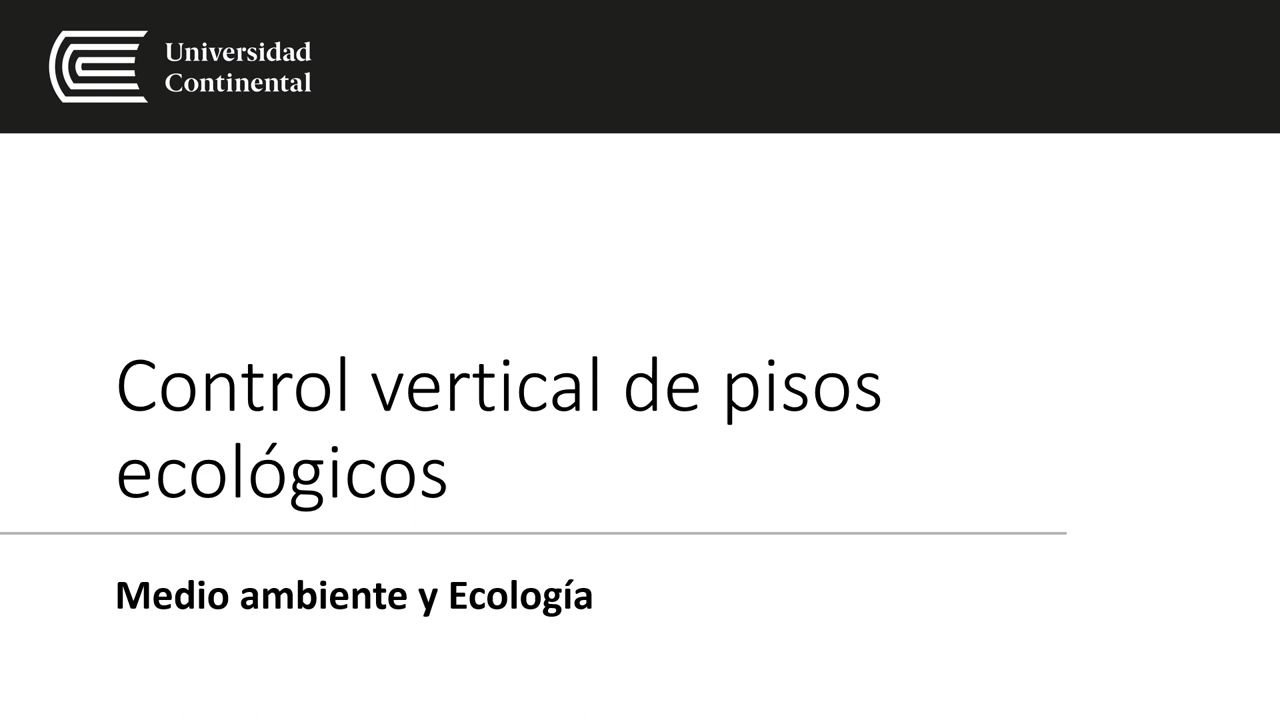 Universidad
Continental
Control vertical de pisos
ecológicos
Medio ambiente y Ecología